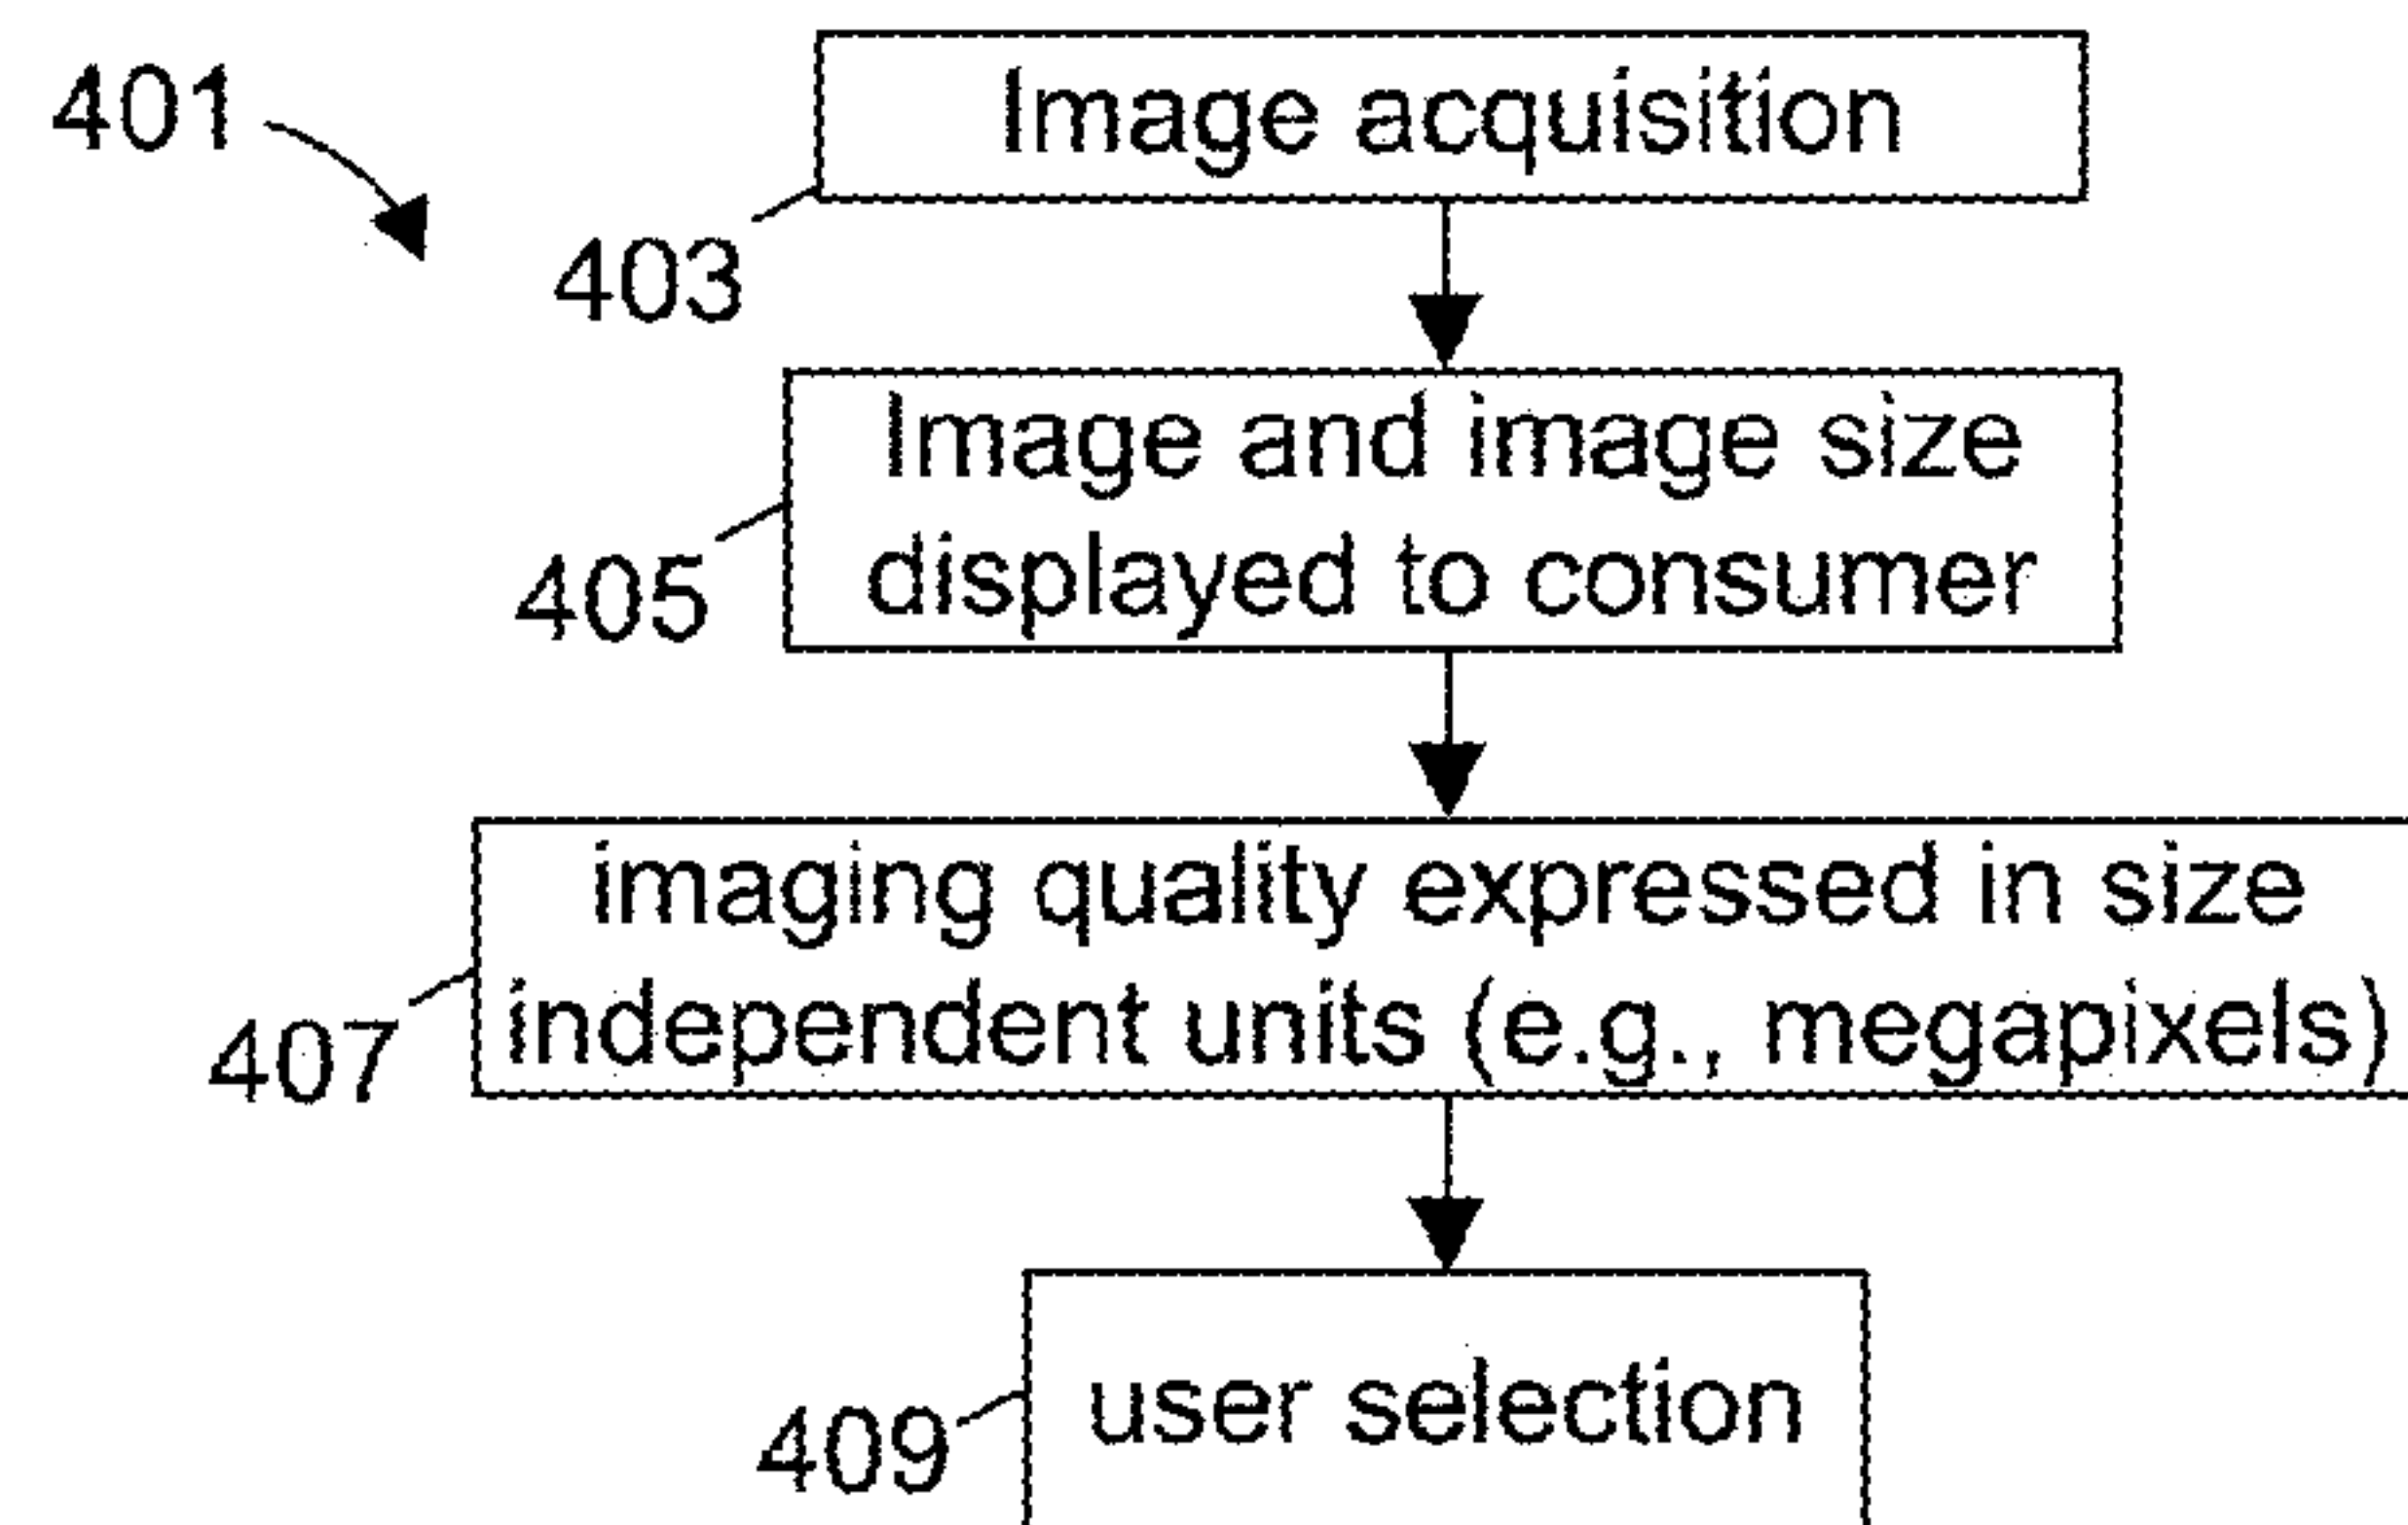 401
Image acquisition
403
Image and image size
displayed to consumer
405
imaging quality expressed in size
independent units (e.g., megapixels)
407
user selection
409